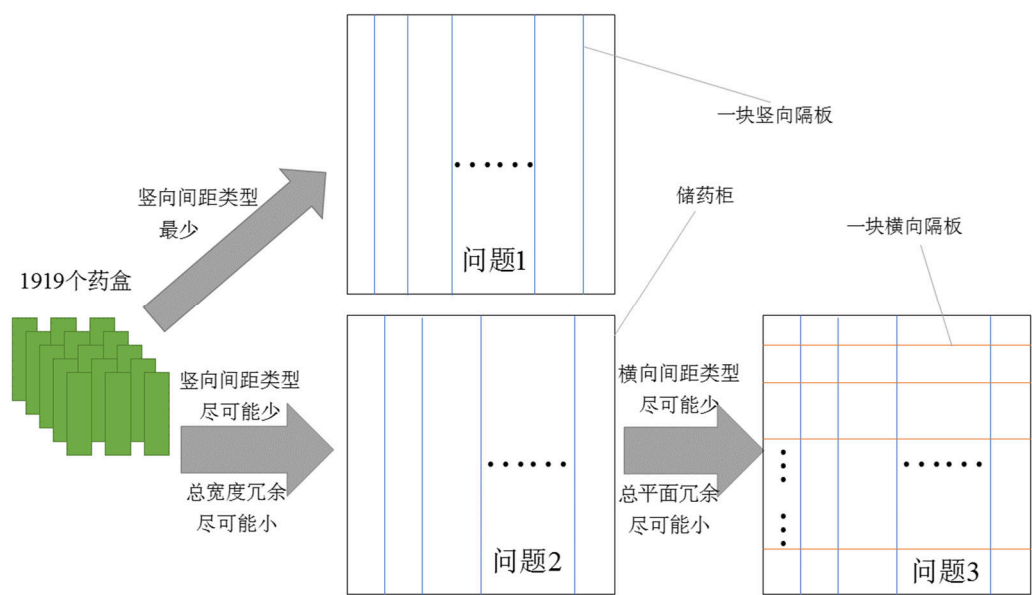 一块竖向隔板
竖向间距类型
最少
储药柜
一块横向隔板
问题1
1919个药盒
竖向间距类型
尽可能少
横向间距类型
尽可能少
总宽度冗余
尽可能小
总平面冗余
尽可能小
问题2
问题3